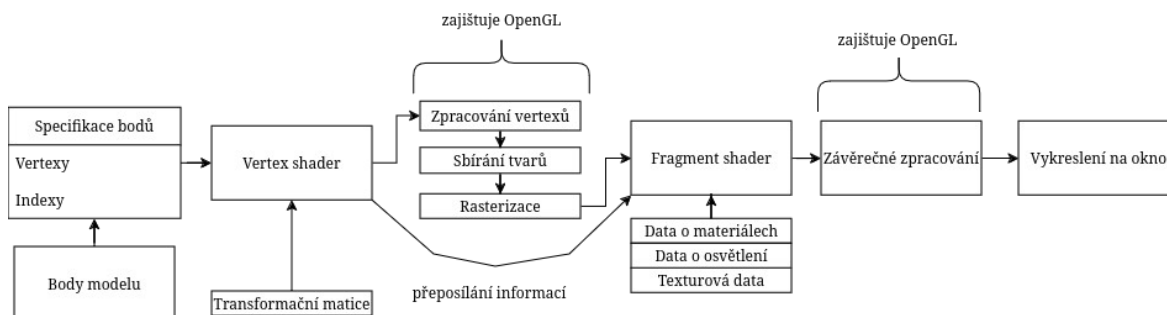 zajištuje OpenGL
zajištuje OpenGL
Specifikace bodů
Vertexy
Indexy
Body modelu
Vertex shader
Transformační matice
Zpracování vertexů
Sbírání tvarů
Rasterizace
přeposílání informací
Fragment shader
Data o materiálech
Data o osvětlení
Texturová data
Závěrečné zpracování
Vykreslení na okno